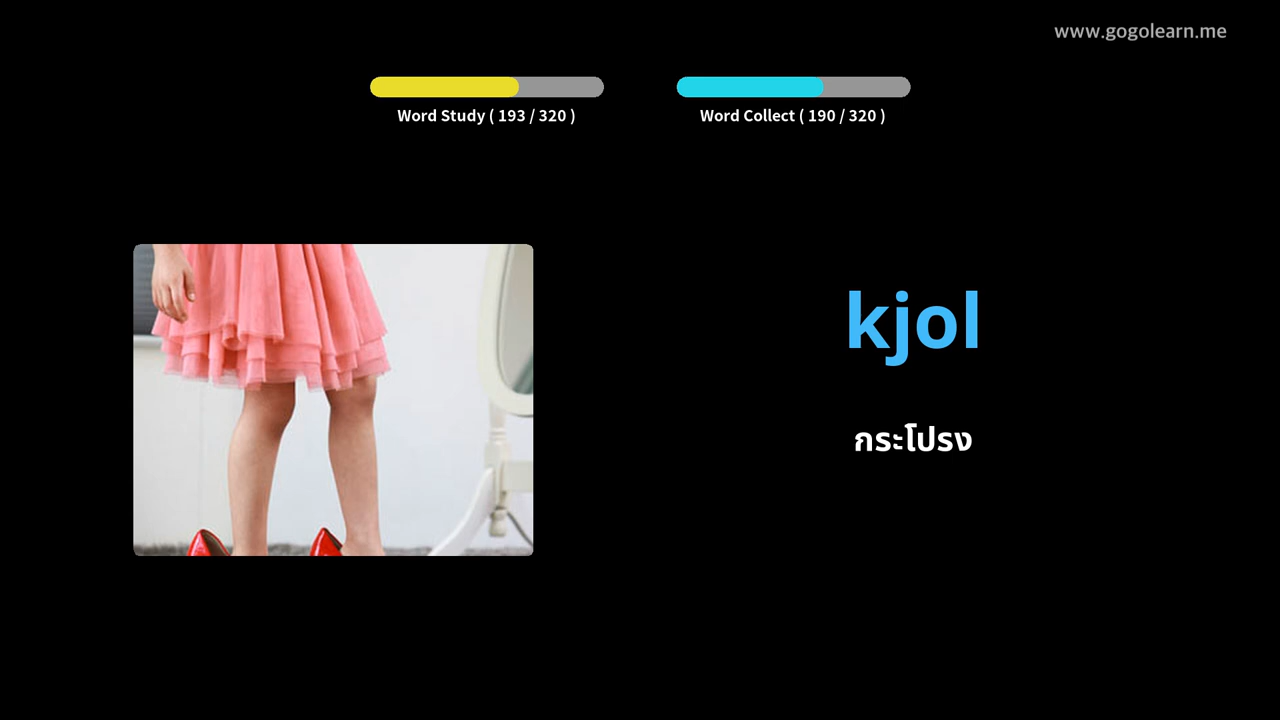 www.gogolearn.me
Word Study ( 193 / 320 )
Word Collect ( 190 / 320 )
kjol
กระโปรง